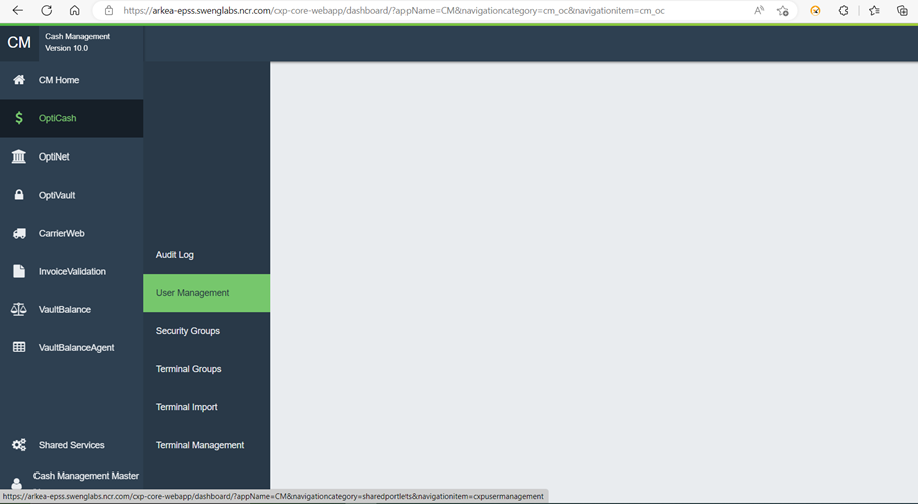 https://arkea-epss.swenglabs.ncr.com/cxp-core-webapp/dashboard/?appName=CM&navigationcategory=cm_oc&navigationitem=cm_oc
CM
Cash Management
Version 10.0
CM Home
OptiCash
OptiNet
OptiVault
CarrierWeb
InvoiceValidation
VaultBalance
VaultBalanceAgent
Shared Services
Cash Management Master
Audit Log
User Management
Security Groups
Terminal Groups
Terminal Import
Terminal Management
https://arkea-epss.swenglabs.ncr.com/cxp-core-webapp/dashboard/?appName=CM&navigationcategory=sharedportlets&navigationitem=cxpusermanagement